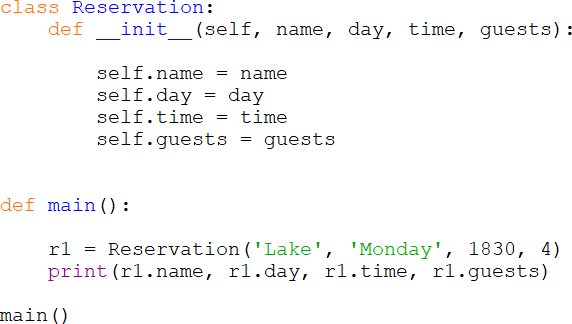 class Reservation:
    def __init__(self, name, day, time, guests):
        self.name = name
        self.day = day
        self.time = time
        self.guests = guests
def main():
    r1 = Reservation('Lake', 'Monday', 1830, 4)
    print(r1.name, r1.day, r1.time, r1.guests)
main()